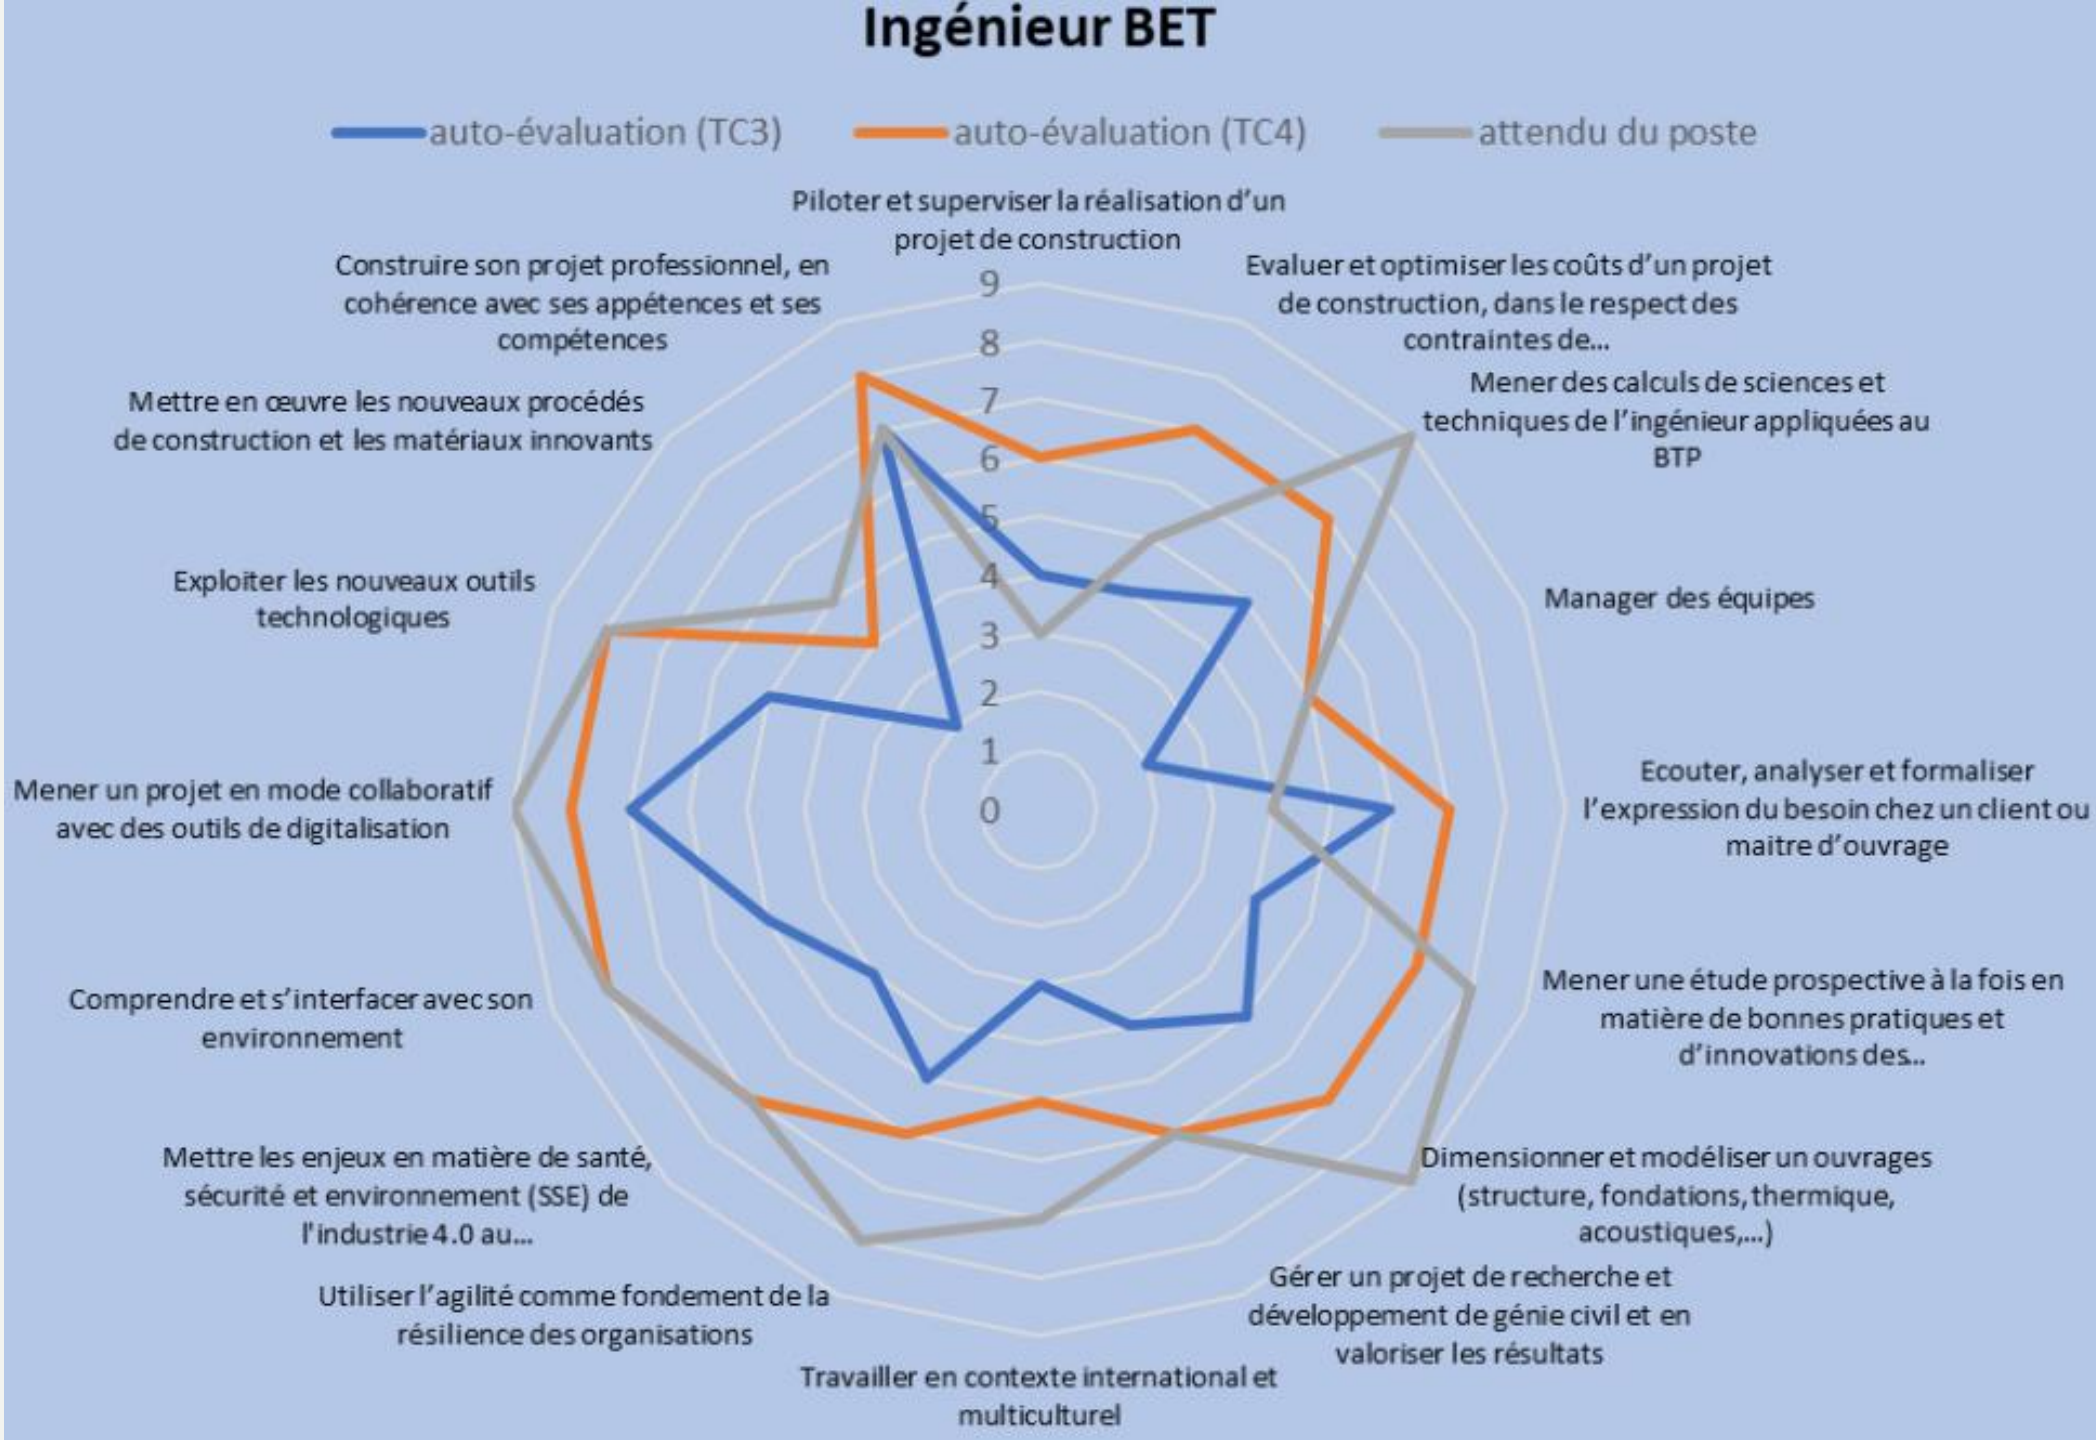 Ingénieur BET
auto-évaluation (TC3)
auto-évaluation (TC4)
attendu du poste
Piloter et superviser la réalisation d’un
projet de construction
Evaluer et optimiser les coûts d’un projet
de construction, dans le respect des
contraintes de...
Mener des calculs de sciences et
techniques de l’ingénieur appliquées au
BTP
Manager des équipes
Ecouter, analyser et formaliser
l’expression du besoin chez un client ou
maitre d’ouvrage
Mener une étude prospective à la fois en
matière de bonnes pratiques et
d’innovations des...
Dimensionner et modéliser un ouvrages
(structure, fondations, thermique,
acoustiques,...)
Gérer un projet de recherche et
développement de génie civil et en
valoriser les résultats
Travailler en contexte international et
multiculturel
Utiliser l’agilité comme fondement de la
résilience des organisations
Mettre les enjeux en matière de santé,
sécurité et environnement (SSE) de
l'industrie 4.0 au...
Comprendre et s’interfacer avec son
environnement
Mener un projet en mode collaboratif
avec des outils de digitalisation
Exploiter les nouveaux outils
technologiques
Mettre en œuvre les nouveaux procédés
de construction et les matériaux innovants
Construire son projet professionnel, en
cohérence avec ses appétences et ses
compétences
9
8
7
6
5
4
3
2
1
0